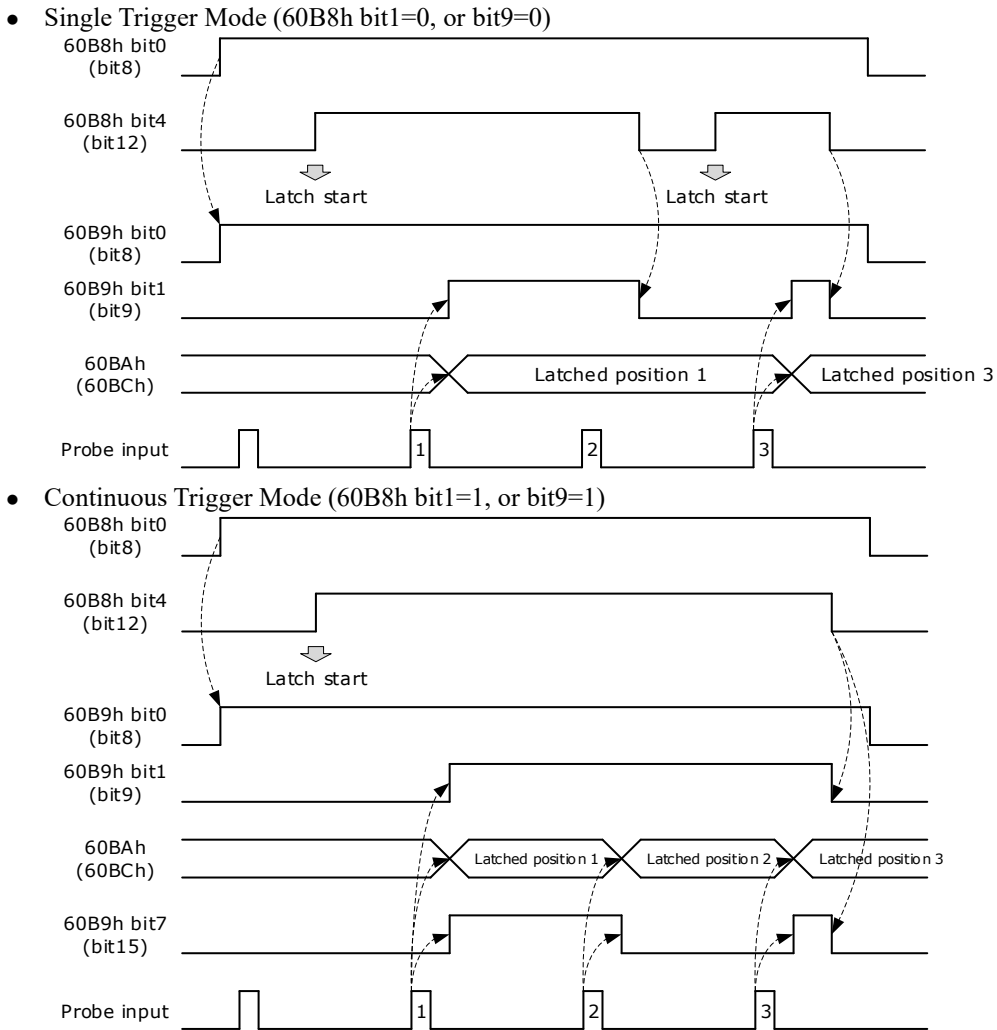 ● Single Trigger Mode (60B8h bit1=0, or bit9=0)
60B8h bit0
(bit8)
60B8h bit4
(bit12)
Latch start
Latch start
60B9h bit0
(bit8)
60B9h bit1
(bit9)
60BAh
(60BCh)
Latched position 1
Latched position 3
Probe input
1
2
3
● Continuous Trigger Mode (60B8h bit1=1, or bit9=1)
60B8h bit0
(bit8)
60B8h bit4
(bit12)
Latch start
60B9h bit0
(bit8)
60B9h bit1
(bit9)
60BAh
(60BCh)
Latched position 1
Latched position 2
Latched position 3
60B9h bit7
(bit15)
Probe input
1
2
3